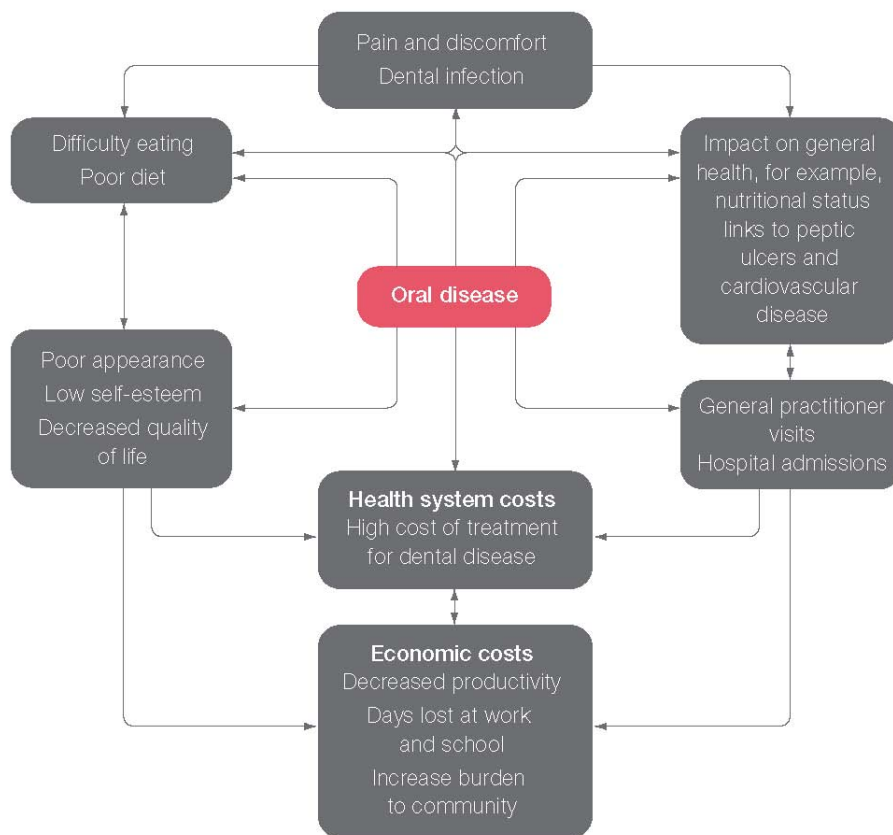 Pain and discomfort
Dental infection
Difficulty eating
Poor diet
Impact on general
health, for example,
nutritional status
links to peptic
ulcers and
cardiovascular
disease
Oral disease
Poor appearance
Low self-esteem
Decreased quality
of life
General practitioner
visits
Hospital admissions
Health system costs
High cost of treatment
for dental disease
Economic costs
Decreased productivity
Days lost at work
and school
Increase burden
to community